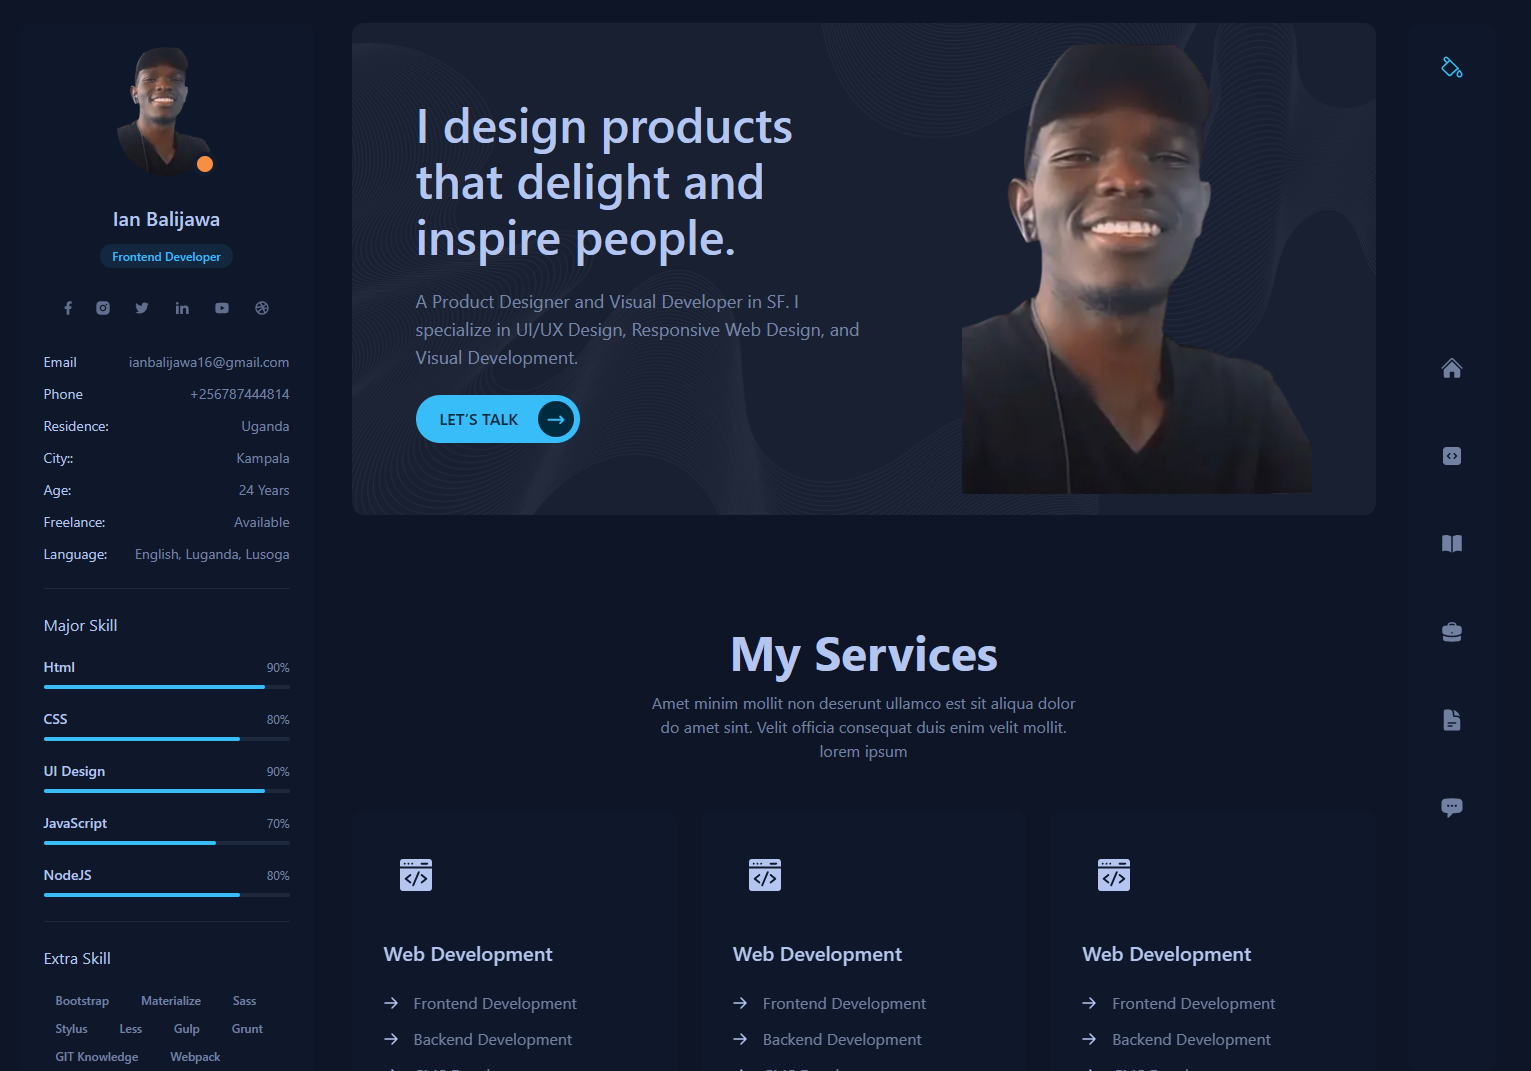 Ian Balijawa
Frontend Developer
Email ianbalijawa16@gmail.com
Phone +256787444814
Residence: Uganda
City:: Kampala
Age: 24 Years
Freelance: Available
Language: English, Luganda, Lusoga
Major Skill
Html 90%
CSS 80%
UI Design 90%
JavaScript 70%
NodeJS 80%
Extra Skill
Bootstrap Materialize Sass
Stylus Less Gulp Grunt
GIT Knowledge Webpack
I design products
that delight and
inspire people.
A Product Designer and Visual Developer in SF. I
specialize in UI/UX Design, Responsive Web Design, and
Visual Development.
LET'S TALK
My Services
Amet minim mollit non deserunt ullamco est sit aliqua dolor
do amet sint. Velit officia consequat duis enim velit mollit.
lorem ipsum
Web Development
Frontend Development
Backend Development
Web Development
Frontend Development
Backend Development
Web Development
Frontend Development
Backend Development